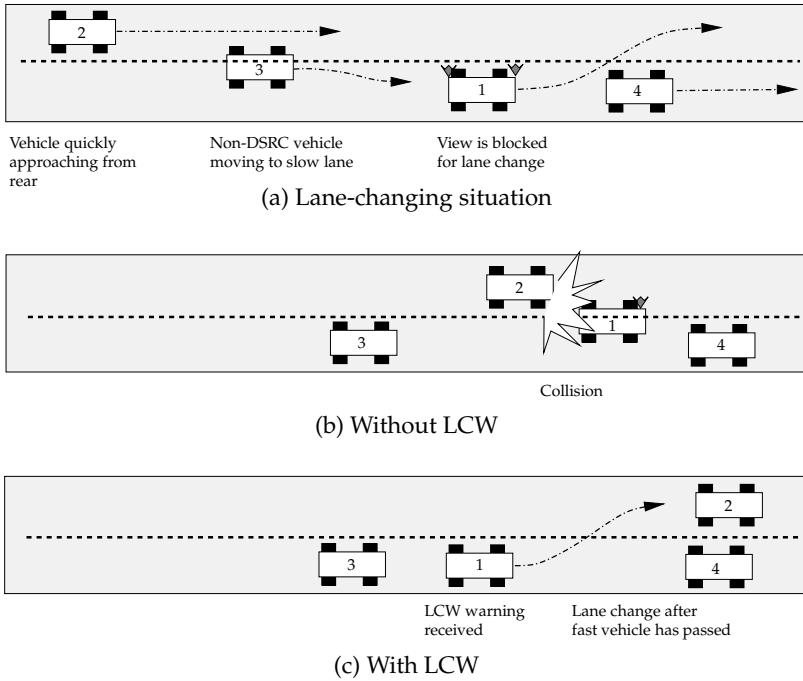 2
3
1
4
Vehicle quickly
approaching from
rear
Non-DSRC vehicle
moving to slow lane
View is blocked
for lane change
(a) Lane-changing situation
2
1
3
4
Collision
(b) Without LCW
2
3
1
4
LCW warning
received
Lane change after
fast vehicle has passed
(c) With LCW